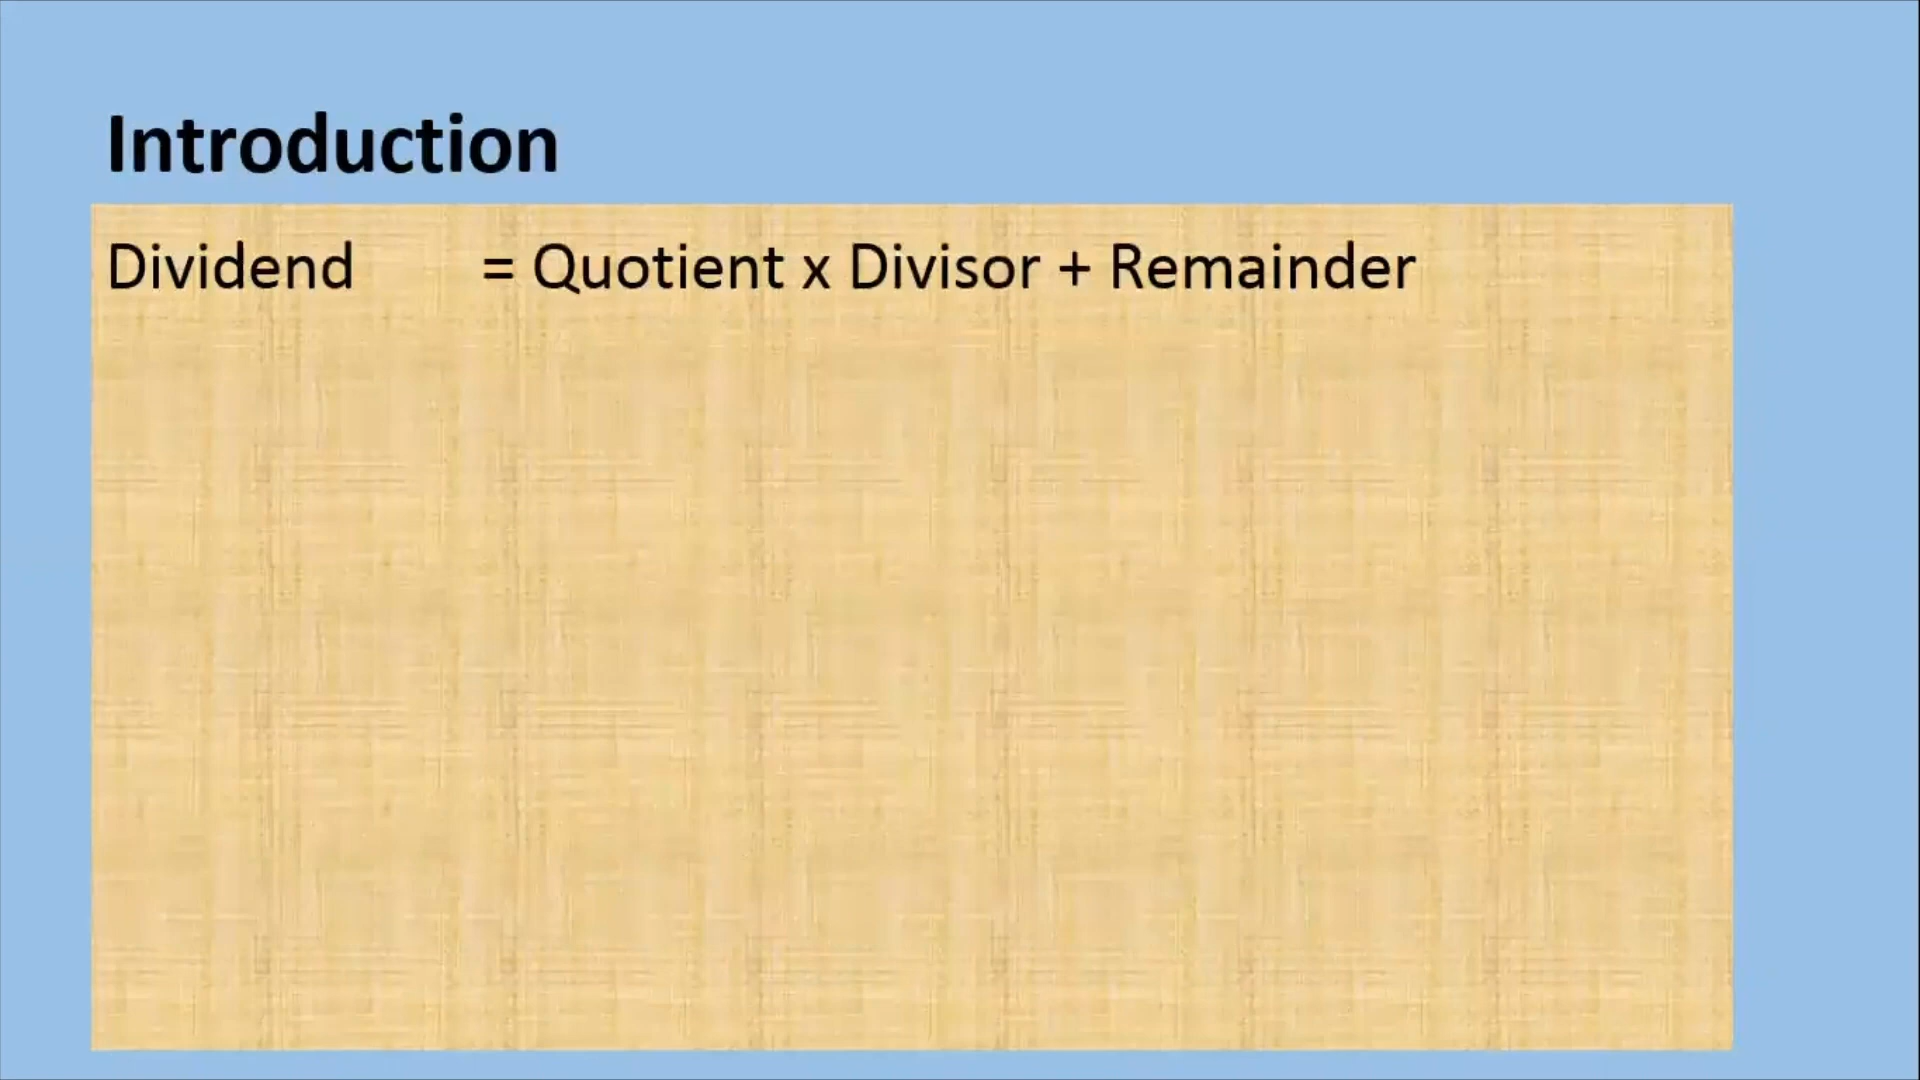 Introduction
Dividend = Quotient x Divisor + Remainder